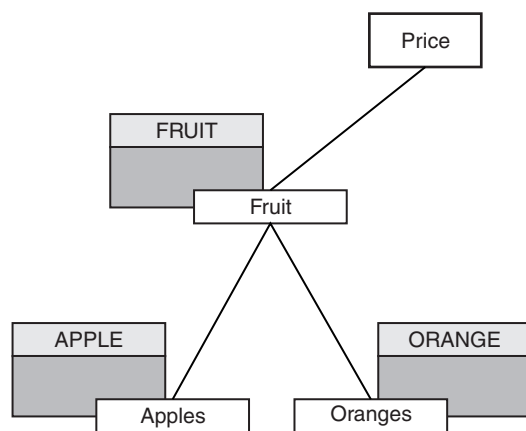 Price
FRUIT
Fruit
APPLE
ORANGE
Apples
Oranges